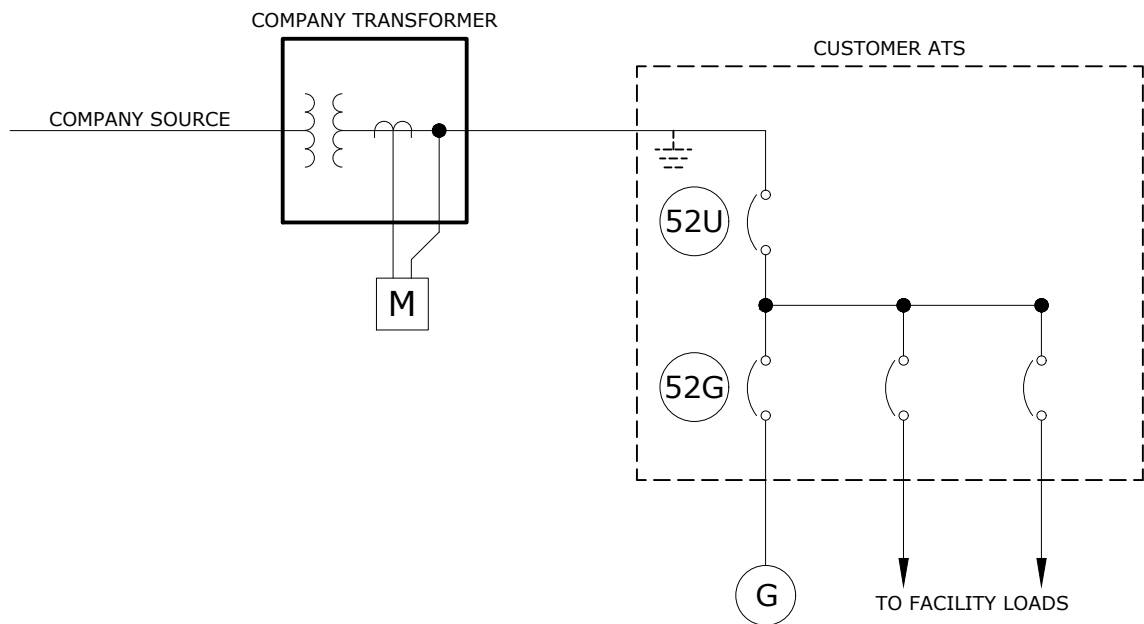 COMPANY TRANSFORMER
CUSTOMER ATS
COMPANY SOURCE
52U
M
52G
G
TO FACILITY LOADS